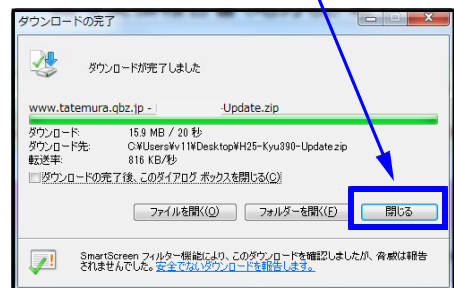 ダウンロードの完了
ダウンロードが完了しました
www.tatemura.qbz.jp - -Update.zip
ダウンロード: 15.9 MB / 20 秒
ダウンロード先: C:¥Users¥v11¥Desktop¥H25-Kyu390-Update.zip
転送率: 816 KB/秒
ダウンロードの完了後、このダイアログ ボックスを閉じる(C)
ファイルを開く(O) フォルダーを開く(F) 閉じる
SmartScreen フィルター機能により、このダウンロードを確認しましたが、脅威は報告
されませんでした。安全でないダウンロードを報告します。